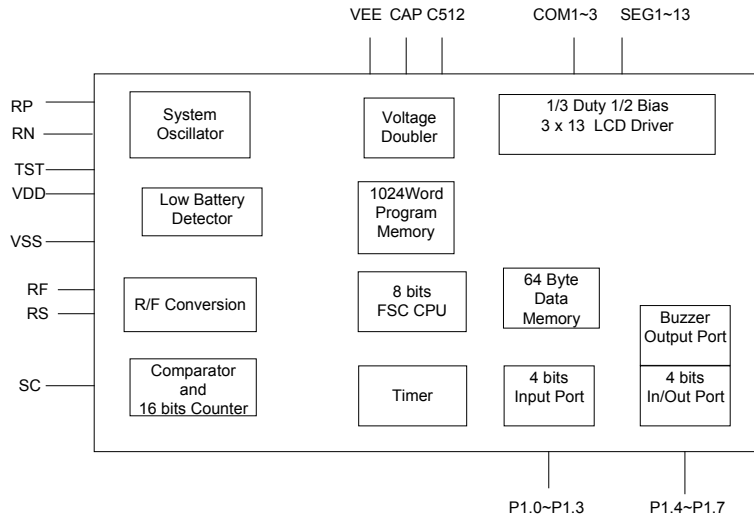 VEE CAP C512 COM1~3 SEG1~13
RP
RN
TST
VDD
VSS
RF
RS
SC
System
Oscillator
Voltage
Doubler
1/3 Duty 1/2 Bias
3 x 13 LCD Driver
Low Battery
Detector
1024Word
Program
Memory
R/F Conversion
8 bits
FSC CPU
64 Byte
Data
Memory
Buzzer
Output Port
Comparator
and
16 bits Counter
Timer
4 bits
Input Port
4 bits
In/Out Port
P1.0~P1.3 P1.4~P1.7